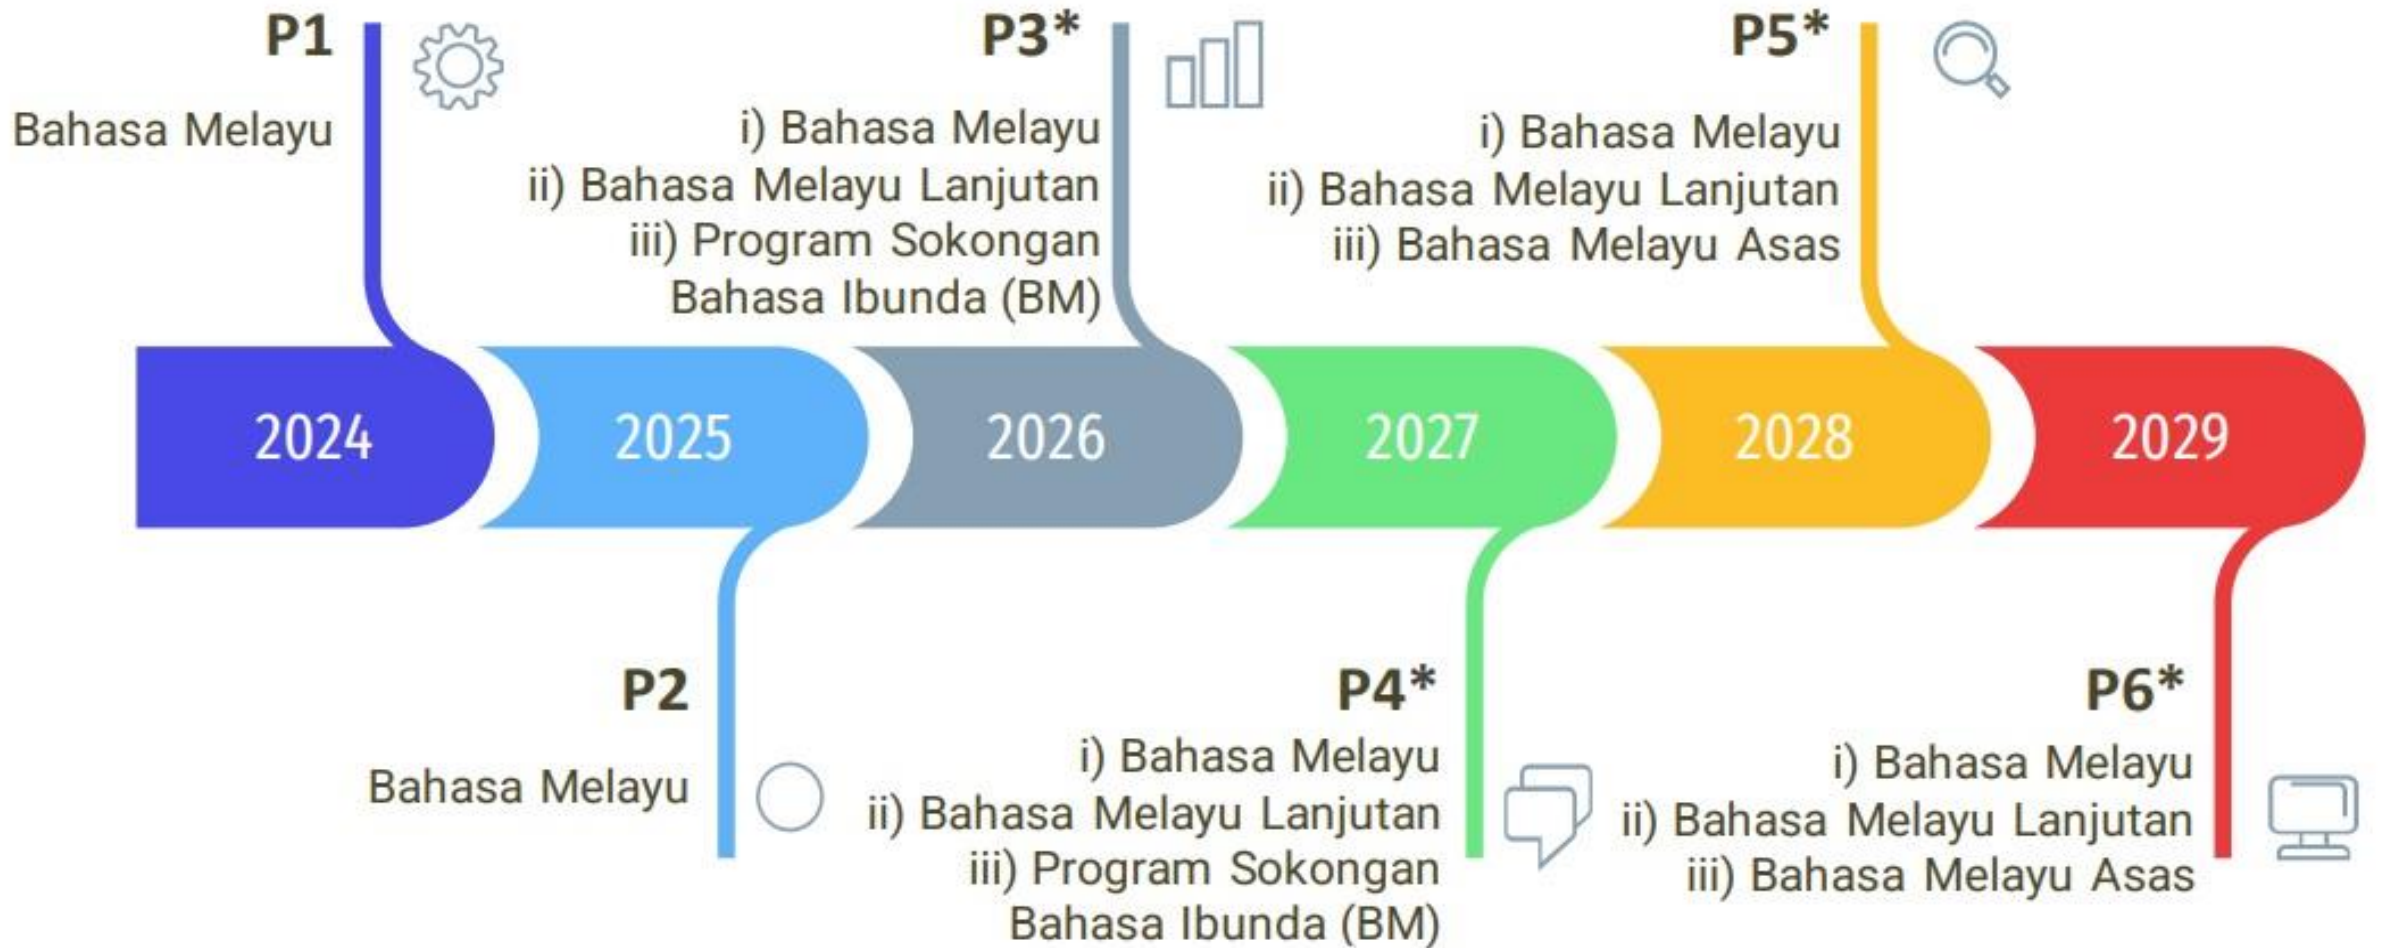 P1
Bahasa Melayu
P3*
i) Bahasa Melayu
ii) Bahasa Melayu Lanjutan
iii) Program Sokongan
Bahasa Ibunda (BM)
P5*
i) Bahasa Melayu
ii) Bahasa Melayu Lanjutan
iii) Bahasa Melayu Asas
2024
2025
2026
2027
2028
2029
P2
Bahasa Melayu
P4*
i) Bahasa Melayu
ii) Bahasa Melayu Lanjutan
iii) Program Sokongan
Bahasa Ibunda (BM)
P6*
i) Bahasa Melayu
ii) Bahasa Melayu Lanjutan
iii) Bahasa Melayu Asas